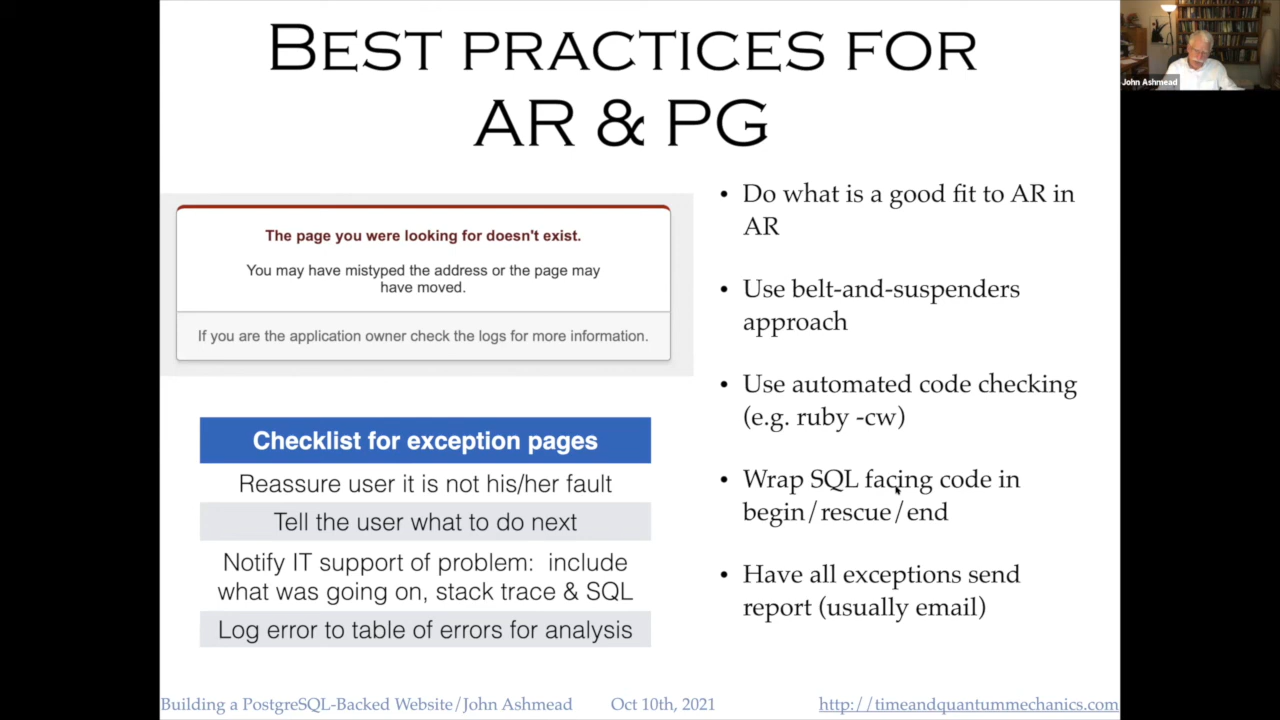 BEST PRACTICES FOR
AR & PG
John Ashmead
The page you were looking for doesn't exist.
You may have mistyped the address or the page may
have moved.
If you are the application owner check the logs for more information.
Checklist for exception pages
Reassure user it is not his/her fault
Tell the user what to do next
Notify IT support of problem: include
what was going on, stack trace & SQL
Log error to table of errors for analysis
• Do what is a good fit to AR in
AR
• Use belt-and-suspenders
approach
• Use automated code checking
(e.g. ruby -cw)
• Wrap SQL facing code in
begin/rescue/end
• Have all exceptions send
report (usually email)
Building a PostgreSQL-Backed Website/John Ashmead
Oct 10th, 2021
http://timeandquantummechanics.com